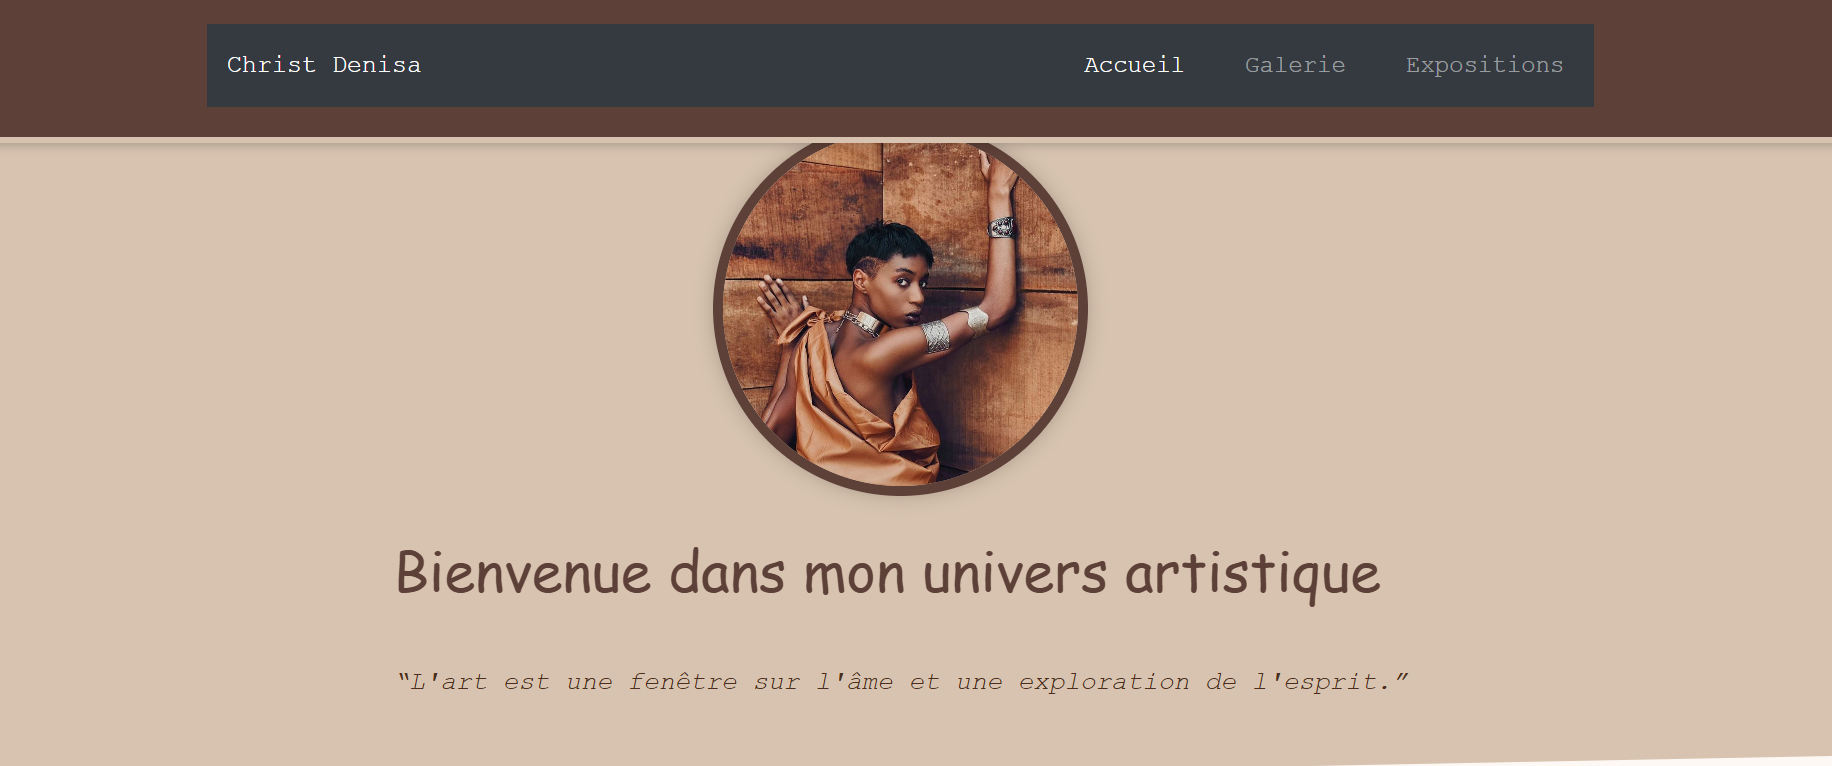 Christ Denisa
Accueil Galerie Expositions
Bienvenue dans mon univers artistique
“L'art est une fenêtre sur l'âme et une exploration de l'esprit.”